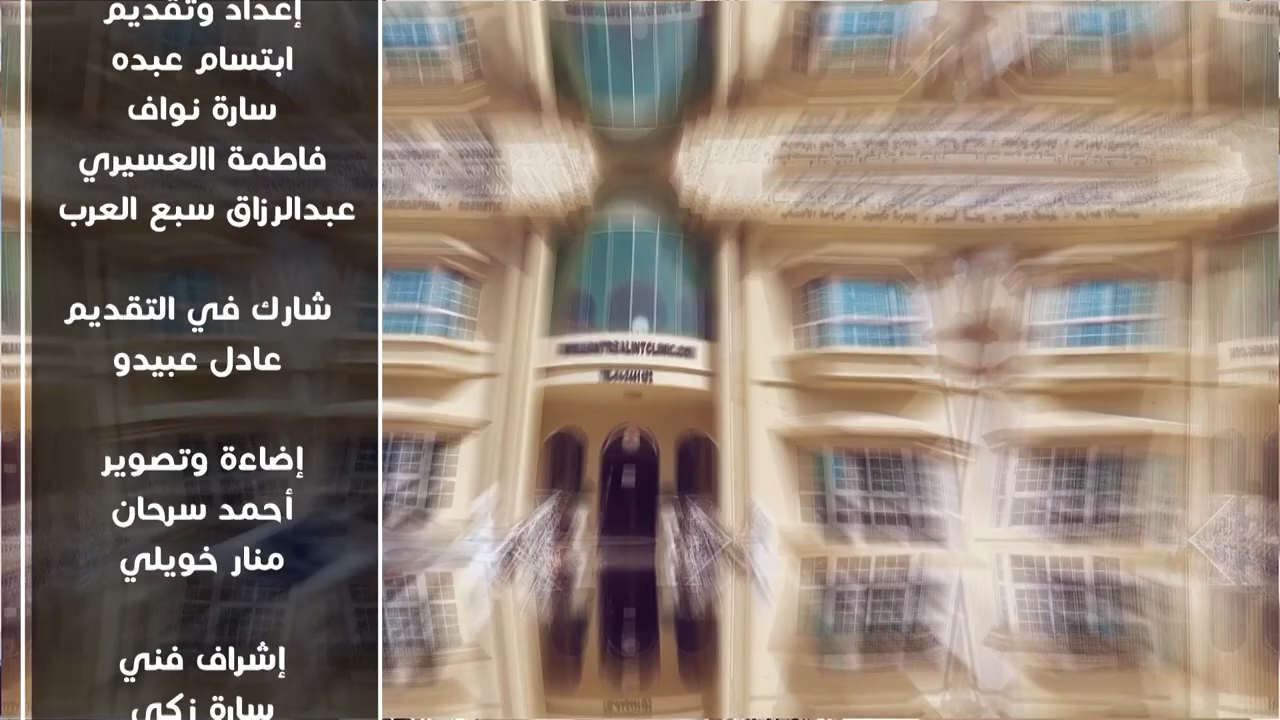 إعداد وتقديم
ابتسام عبده
سارة نواف
فاطمة االعسيري
عبدالرزاق سبع العرب
شارك في التقديم
عادل عبيدو
إضاءة وتصوير
أحمد سرحان
منار خويلي
إشراف فني
سارة زكي